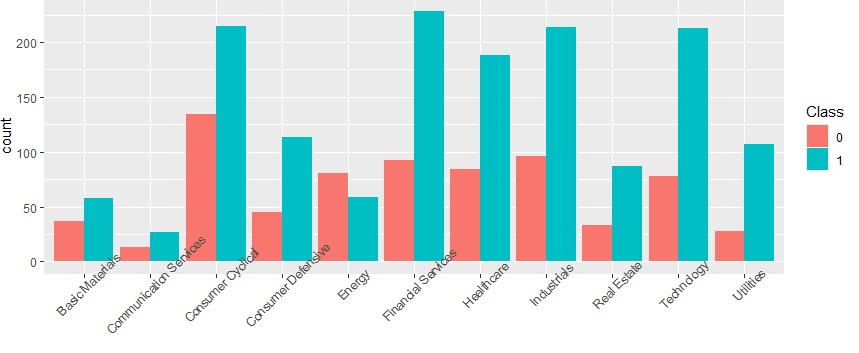 count
200
150
100
50
0
Basic Materials
Communication Services
Consumer Cyclical
Consumer Defensive
Energy
Financial Services
Healthcare
Industrials
Real Estate
Technology
Utilities
Class
0
1